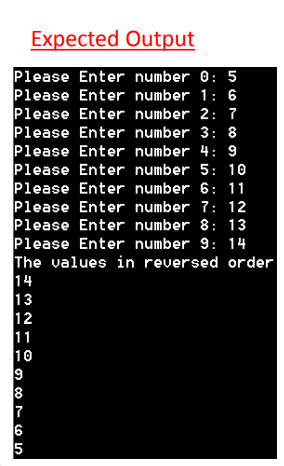 Expected Output
Please Enter number 0: 5
Please Enter number 1: 6
Please Enter number 2: 7
Please Enter number 3: 8
Please Enter number 4: 9
Please Enter number 5: 10
Please Enter number 6: 11
Please Enter number 7: 12
Please Enter number 8: 13
Please Enter number 9: 14
The values in reversed order
14
13
12
11
10
9
8
7
6
5